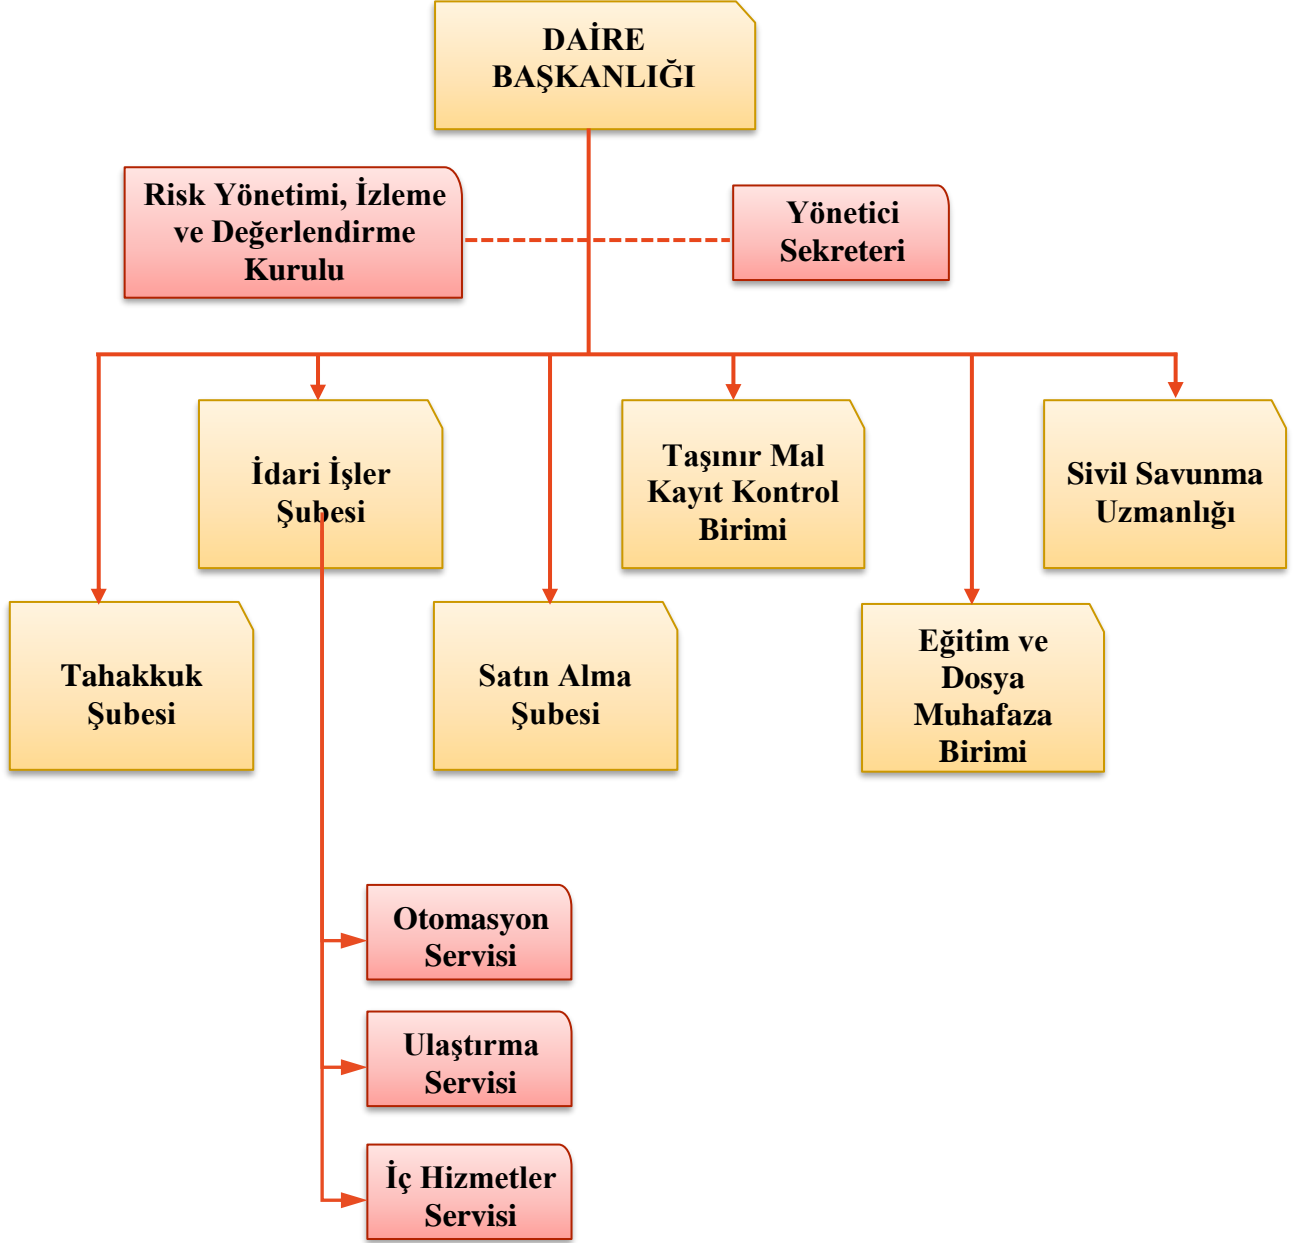 DAİRE
BAŞKANLIĞI
Risk Yönetimi, İzleme
ve Değerlendirme
Kurulu
Yönetici
Sekreteri
İdari İşler
Şubesi
Taşınır Mal
Kayıt Kontrol
Birimi
Sivil Savunma
Uzmanlığı
Tahakkuk
Şubesi
Satın Alma
Şubesi
Eğitim ve
Dosya
Muhafaza
Birimi
Otomasyon
Servisi
Ulaştırma
Servisi
İç Hizmetler
Servisi